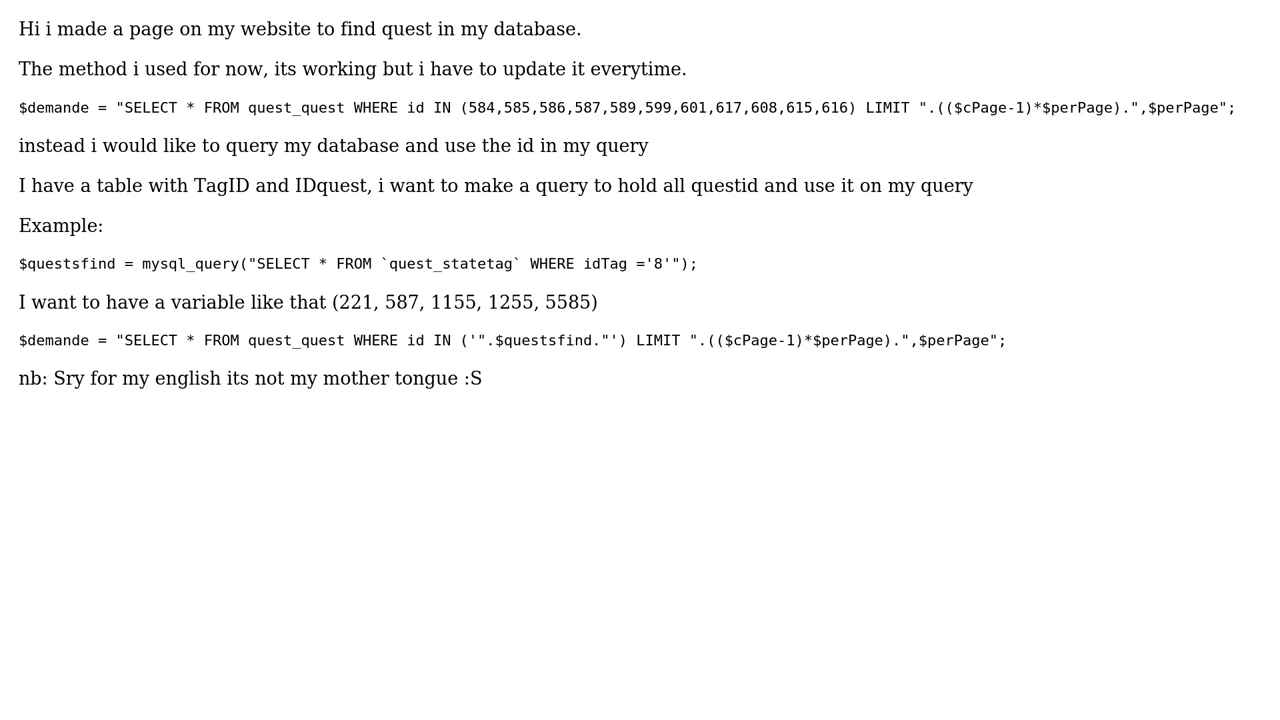 Hi i made a page on my website to find quest in my database.
The method i used for now, its working but i have to update it everytime.
$demande = "SELECT * FROM quest_quest WHERE id IN (584,585,586,587,589,599,601,617,608,615,616) LIMIT ".(($cPage-1)*$perPage).",$perPage";
instead i would like to query my database and use the id in my query
I have a table with TagID and IDquest, i want to make a query to hold all questid and use it on my query
Example:
$questsfind = mysql_query("SELECT * FROM `quest_statetag` WHERE idTag ='8'");
I want to have a variable like that (221, 587, 1155, 1255, 5585)
$demande = "SELECT * FROM quest_quest WHERE id IN ('".$questsfind."') LIMIT ".(($cPage-1)*$perPage).",$perPage";
nb: Sry for my english its not my mother tongue :S